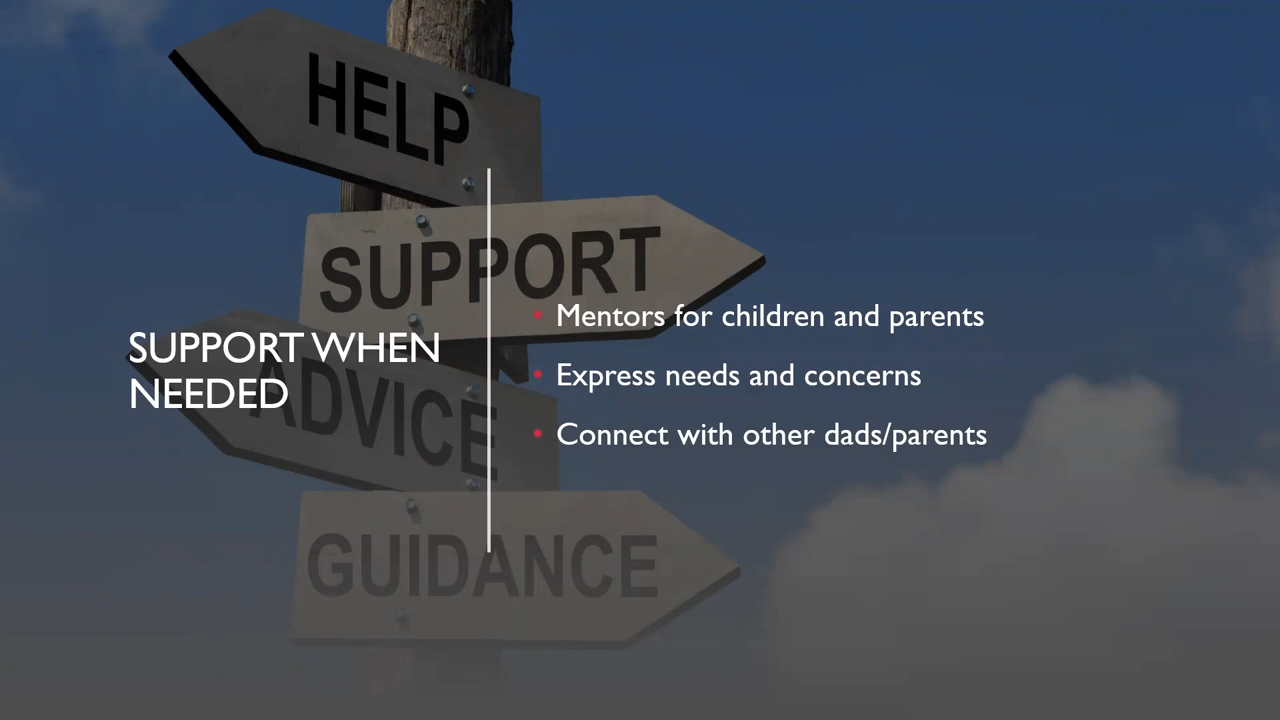 HELP
SUPPORT
ADVICE
GUIDANCE
SUPPORT WHEN
NEEDED
• Mentors for children and parents
• Express needs and concerns
• Connect with other dads/parents